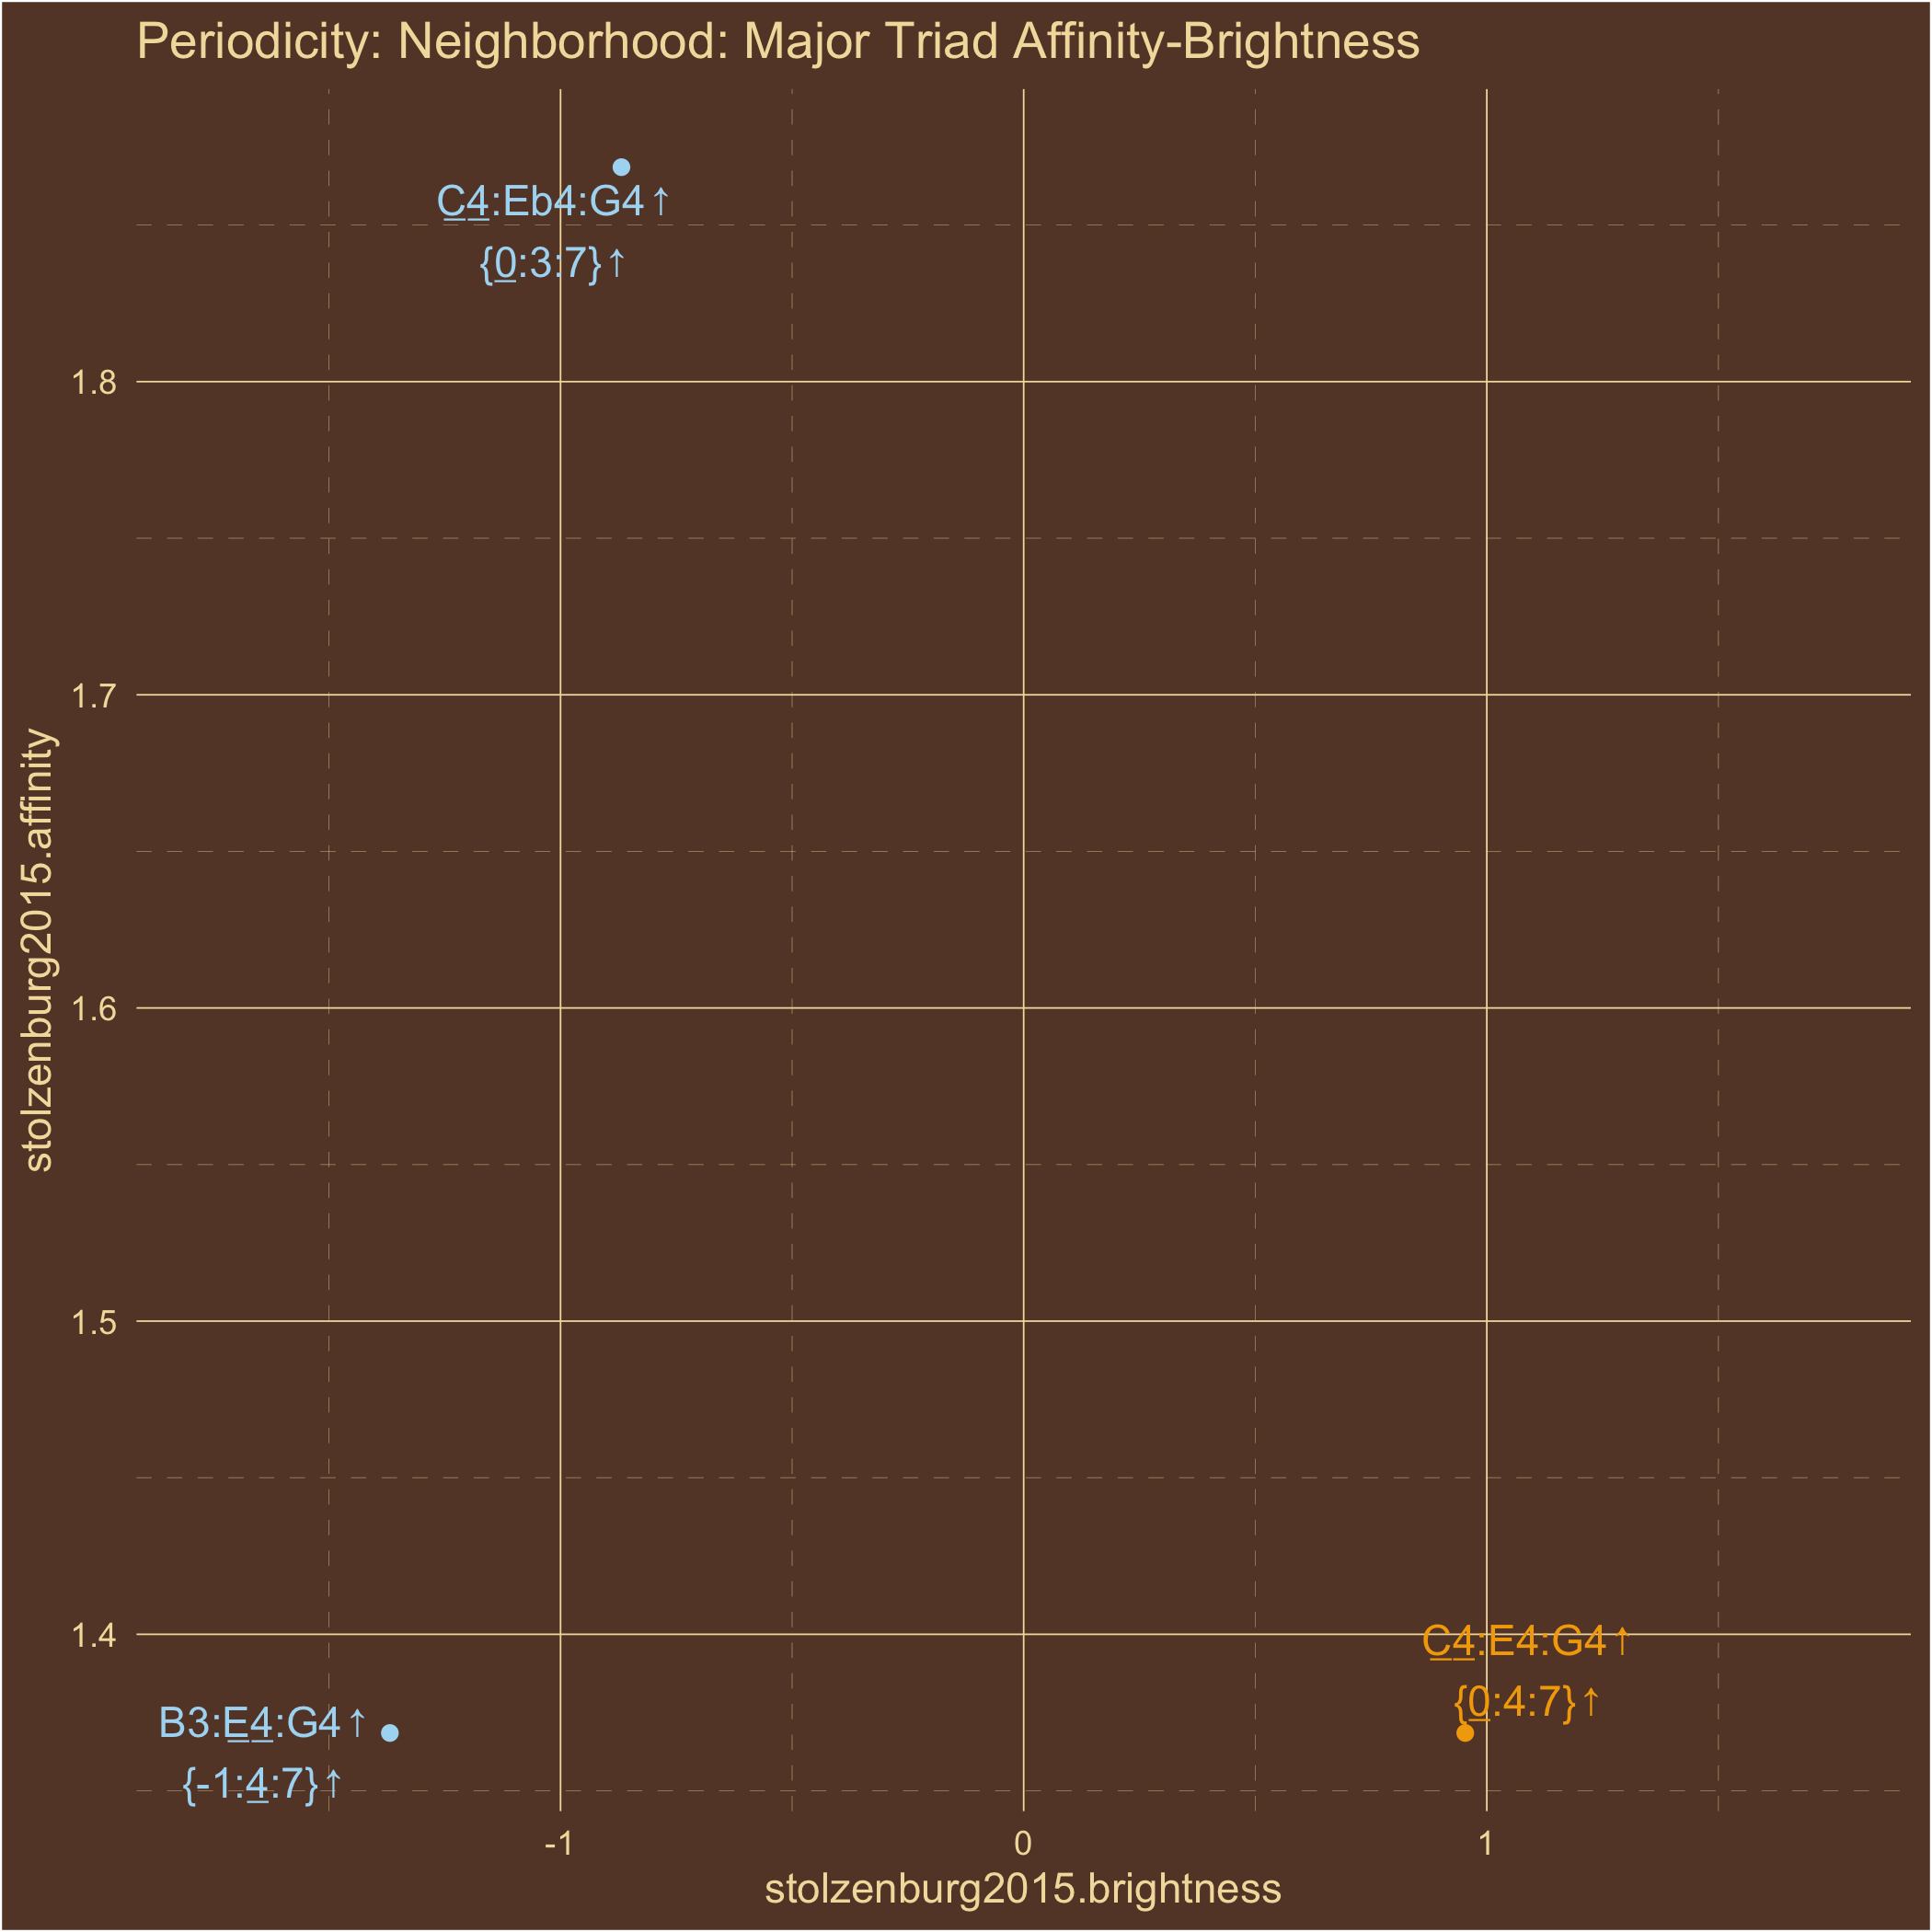 Periodicity: Neighborhood: Major Triad Affinity-Brightness
C4:Eb4:G4↑
{0:3:7}↑
1.8
1.7
1.6
1.5
1.4
stolzenburg2015.affinity
C4:E4:G4↑
{0:4:7}↑
B3:E4:G4↑
{-1:4:7}↑
-1
0
1
stolzenburg2015.brightness